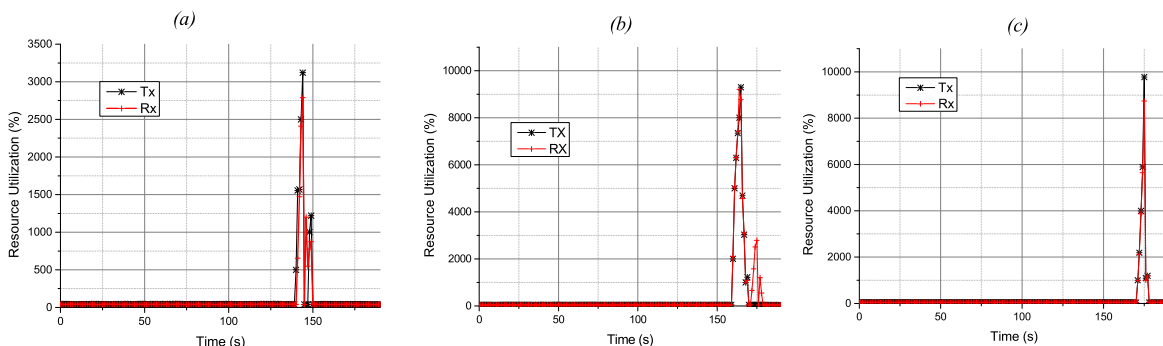 (a)
3500
3000
2500
2000
1500
1000
500
0
Resource Utilization (%)
Tx
Rx
0 50 100 150
Time (s)
(b)
10000
8000
6000
4000
2000
0
Resource Utilization (%)
TX
RX
0 50 100 150
Time (s)
(c)
10000
8000
6000
4000
2000
0
Resource Utilization (%)
Tx
Rx
0 50 100 150
Time (s)